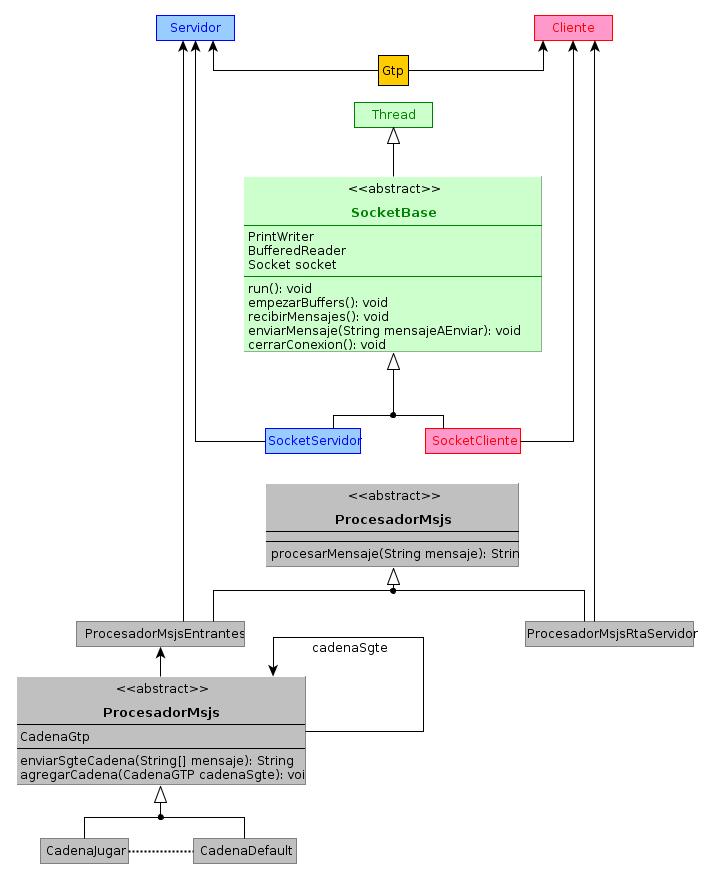 Servidor
Cliente
Gtp
Thread
<<abstract>>
SocketBase
PrintWriter
BufferedReader
Socket socket
run(): void
empezarBuffers(): void
recibirMensajes(): void
enviarMensaje(String mensajeAEnviar): void
cerrarConexion(): void
SocketServidor
SocketCliente
<<abstract>>
ProcesadorMsjs
procesarMensaje(String mensaje): Strin
ProcesadorMsjsEntrantes
ProcesadorMsjsRtaServidor
cadenaSgte
<<abstract>>
ProcesadorMsjs
CadenaGtp
enviarSgteCadena(String[] mensaje): String
agregarCadena(CadenaGTP cadenaSgte): voi
CadenaJugar
CadenaDefault